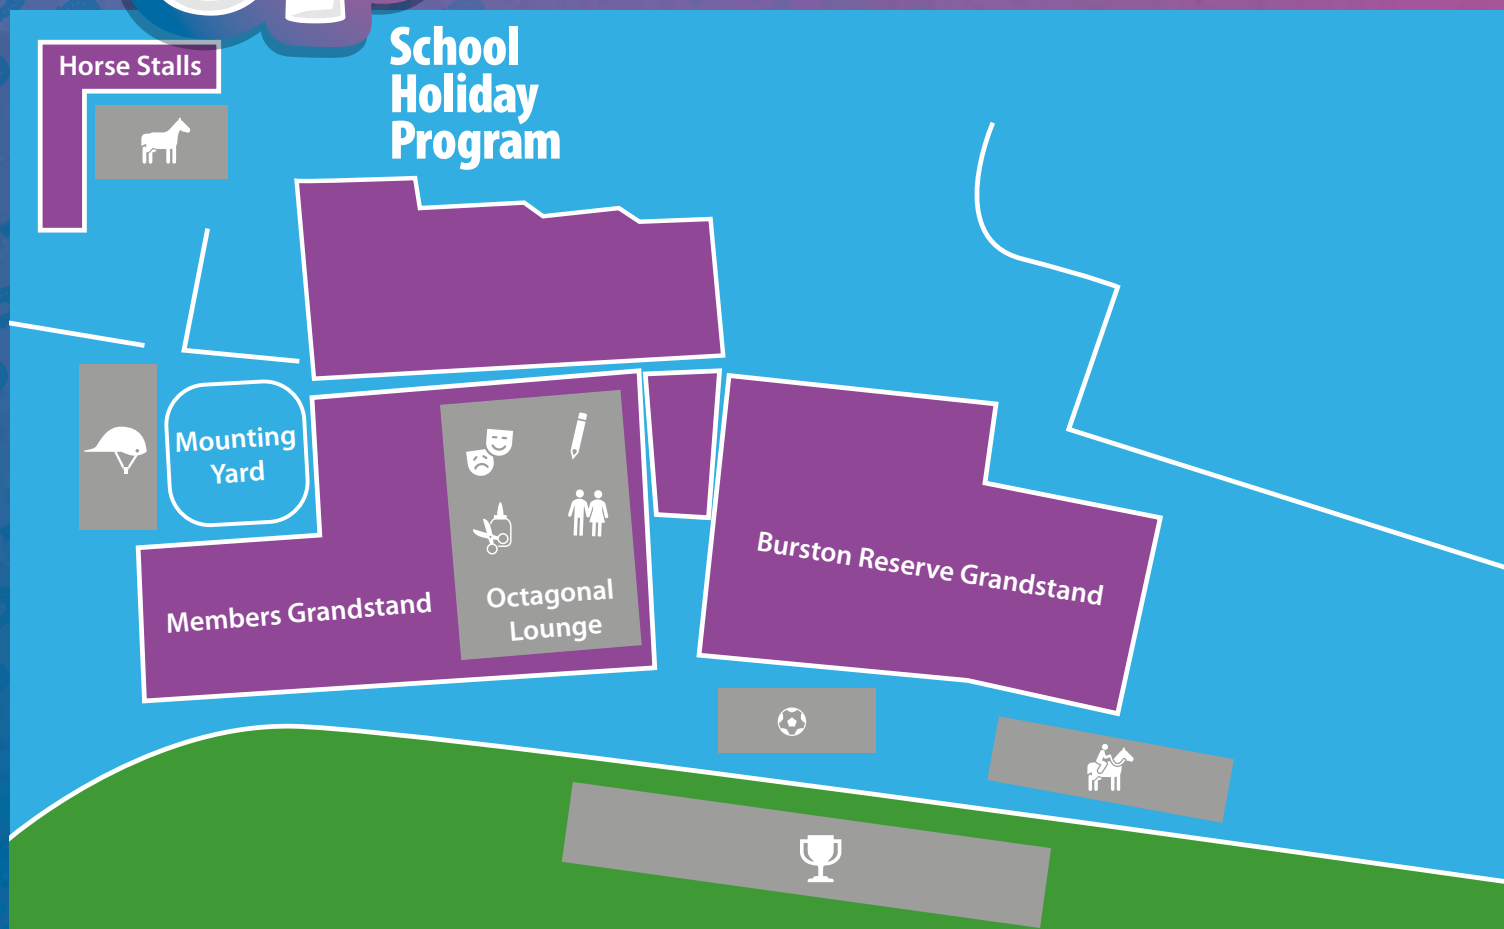 School
Holiday
Program
Horse Stalls
Mounting
Yard
Members Grandstand
Octagonal
Lounge
Burston Reserve Grandstand